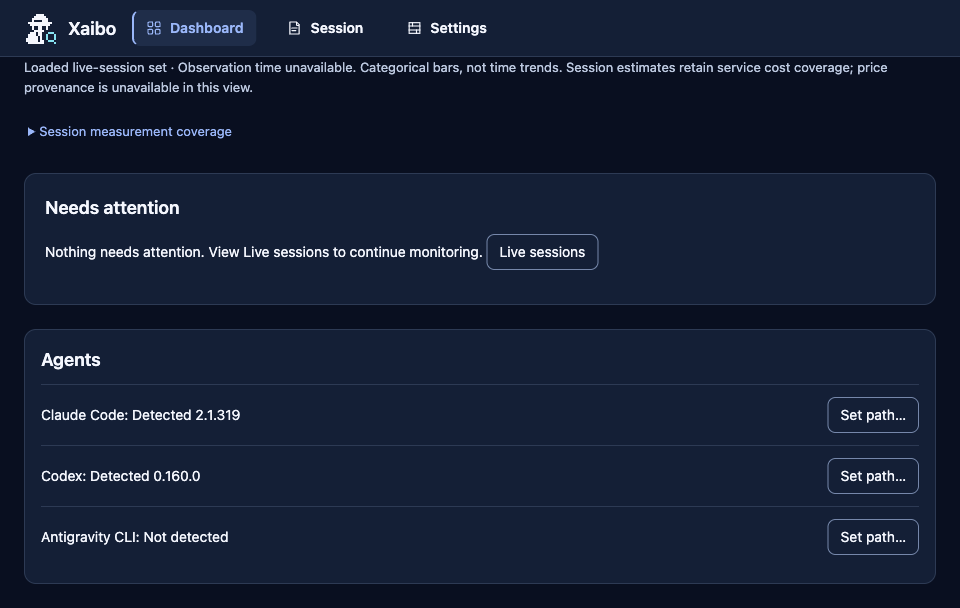 Xaibo
Dashboard
Session
Settings
Loaded live-session set · Observation time unavailable. Categorical bars, not time trends. Session estimates retain service cost coverage; price
provenance is unavailable in this view.
Session measurement coverage
Needs attention
Nothing needs attention. View Live sessions to continue monitoring. Live sessions
Agents
Claude Code: Detected 2.1.319 Set path...
Codex: Detected 0.160.0 Set path...
Antigravity CLI: Not detected Set path...